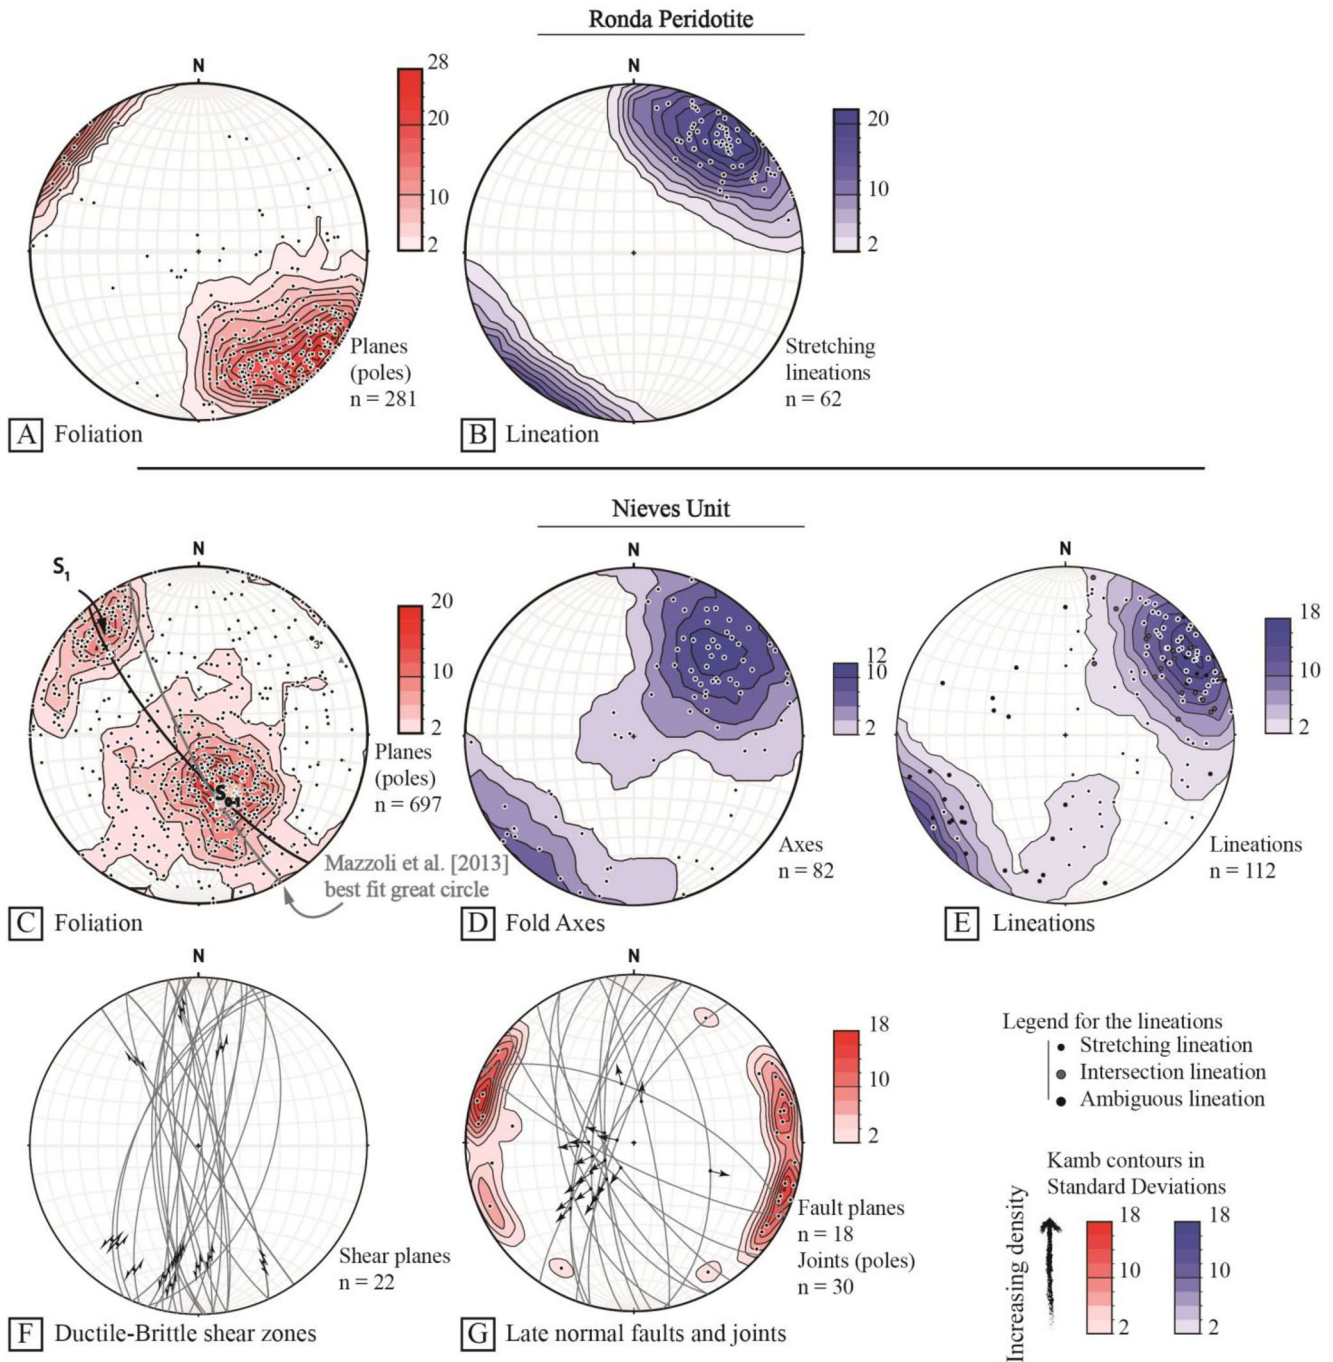 Ronda Peridotite
N
28
20
10
2
Planes
(poles)
n = 281
A Foliation
N
20
10
2
Stretching
lineations
n = 62
B Lineation
Nieves Unit
S1
N
3
20
10
2
Planes
(poles)
n = 697
S0-1
Mazzoli et al. [2013]
best fit great circle
C Foliation
N
12
10
2
Axes
n = 82
D Fold Axes
N
18
10
2
Lineations
n = 112
E Lineations
N
Shear planes
n = 22
F Ductile-Brittle shear zones
N
18
10
2
Fault planes
n = 18
Joints (poles)
n = 30
G Late normal faults and joints
Legend for the lineations
Stretching lineation
Intersection lineation
Ambiguous lineation
Kamb contours in
Standard Deviations
Increasing density
18
10
2
18
10
2